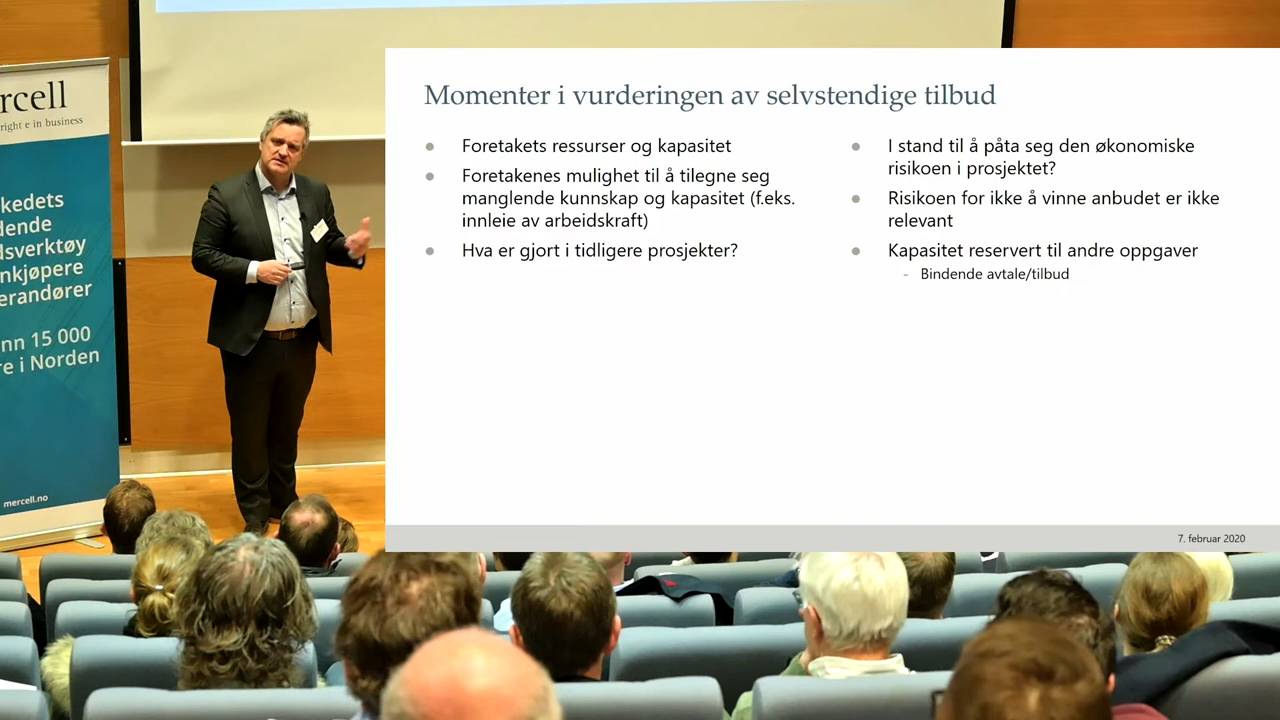 rcell
right e in business
kedets
dende
dsverktøy
nkjøpere
erandører
nn 15 000
re i Norden
mercell.no
Momenter i vurderingen av selvstendige tilbud
Foretakets ressurser og kapasitet
Foretakenes mulighet til å tilegne seg
manglende kunnskap og kapasitet (f.eks.
innleie av arbeidskraft)
Hva er gjort i tidligere prosjekter?
I stand til å påta seg den økonomiske
risikoen i prosjektet?
Risikoen for ikke å vinne anbudet er ikke
relevant
Kapasitet reservert til andre oppgaver
- Bindende avtale/tilbud
7. februar 2020